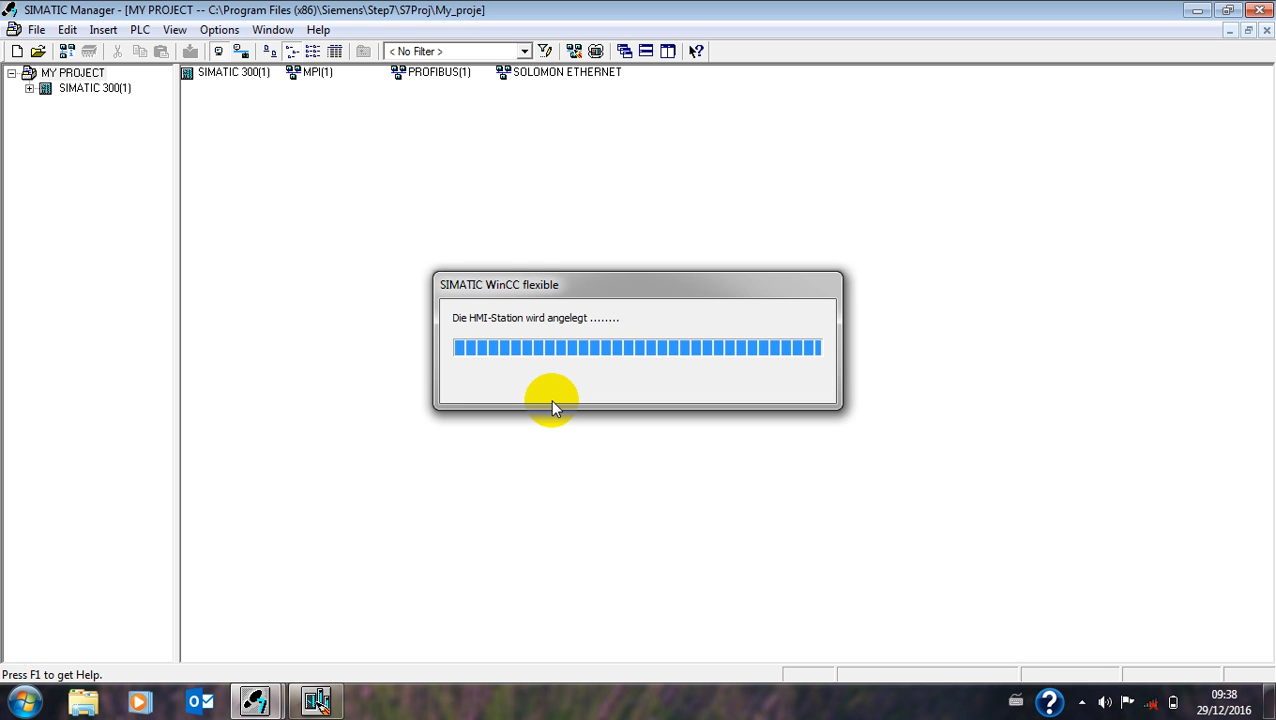 SIMATIC Manager - [MY PROJECT -- C:\Program Files (x86)\Siemens\Step7\S7Proj\My_proje]
File Edit Insert PLC View Options Window Help
< No Filter >
MY PROJECT
SIMATIC 300(1)
SIMATIC 300(1) MPI(1) PROFIBUS(1) SOLOMON ETHERNET
SIMATIC WinCC flexible
Die HMI-Station wird angelegt ........
Press F1 to get Help.
09:38
29/12/2016